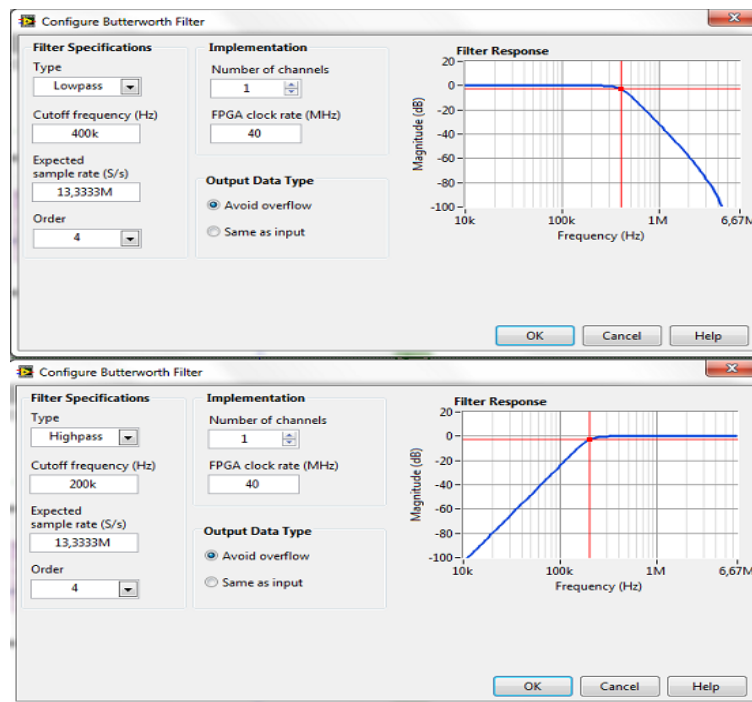 Configure Butterworth Filter
Filter Specifications
Type
Lowpass
Cutoff frequency (Hz)
400k
Expected
sample rate (S/s)
13,3333M
Order
4
Implementation
Number of channels
1
FPGA clock rate (MHz)
40
Output Data Type
Avoid overflow
Same as input
Filter Response
Magnitude (dB)
20
0
-20
-40
-60
-80
-100
10k 100k 1M 6,67M
Frequency (Hz)
OK Cancel Help
Configure Butterworth Filter
Filter Specifications
Type
Highpass
Cutoff frequency (Hz)
200k
Expected
sample rate (S/s)
13,3333M
Order
4
Implementation
Number of channels
1
FPGA clock rate (MHz)
40
Output Data Type
Avoid overflow
Same as input
Filter Response
Magnitude (dB)
20
0
-20
-40
-60
-80
-100
10k 100k 1M 6,67M
Frequency (Hz)
OK Cancel Help